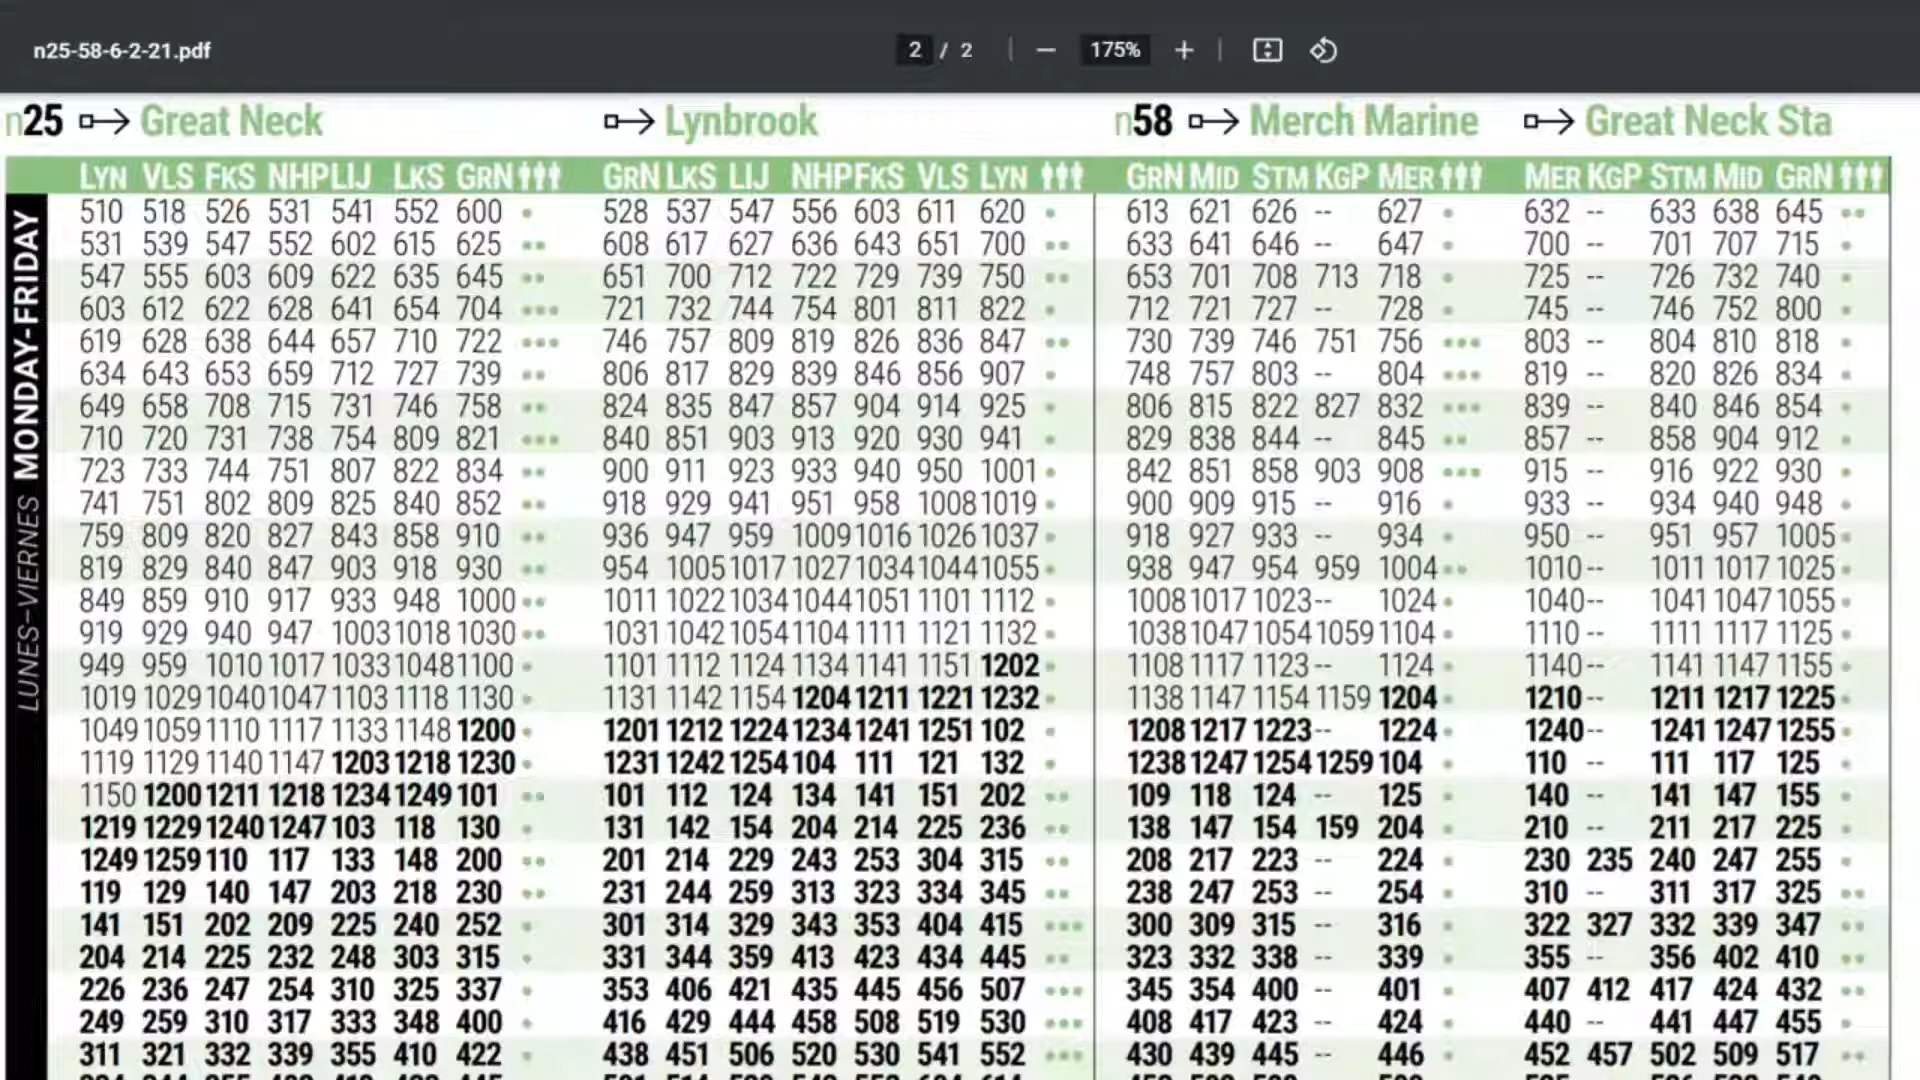 n25-58-6-2-21.pdf 2 / 2 − 175% +
n25 Great Neck Lynbrook n58 Merch Marine Great Neck Sta
LYN VLS FKS NHP LIJ LKS GRN GRN LKS LIJ NHP FKS VLS LYN GRN MID STM KGP MER MER KGP STM MID GRN
LUNES-VIERNES MONDAY-FRIDAY
510 518 526 531 541 552 600 528 537 547 556 603 611 620 613 621 626 -- 627 632 -- 633 638 645
531 539 547 552 602 615 625 608 617 627 636 643 651 700 633 641 646 -- 647 700 -- 701 707 715
547 555 603 609 622 635 645 651 700 712 722 729 739 750 653 701 708 713 718 725 -- 726 732 740
603 612 622 628 641 654 704 721 732 744 754 801 811 822 712 721 727 -- 728 745 -- 746 752 800
619 628 638 644 657 710 722 746 757 809 819 826 836 847 730 739 746 751 756 803 -- 804 810 818
634 643 653 659 712 727 739 806 817 829 839 846 856 907 748 757 803 -- 804 819 -- 820 826 834
649 658 708 715 731 746 758 824 835 847 857 904 914 925 806 815 822 827 832 839 -- 840 846 854
710 720 731 738 754 809 821 840 851 903 913 920 930 941 829 838 844 -- 845 857 -- 858 904 912
723 733 744 751 807 822 834 900 911 923 933 940 950 1001 842 851 858 903 908 915 -- 916 922 930
741 751 802 809 825 840 852 918 929 941 951 958 1008 1019 900 909 915 -- 916 933 -- 934 940 948
759 809 820 827 843 858 910 936 947 959 1009 1016 1026 1037 918 927 933 -- 934 950 -- 951 957 1005
819 829 840 847 903 918 930 954 1005 1017 1027 1034 1044 1055 938 947 954 959 1004 1010 -- 1011 1017 1025
849 859 910 917 933 948 1000 1011 1022 1034 1044 1051 1101 1112 1008 1017 1023 -- 1024 1040 -- 1041 1047 1055
919 929 940 947 1003 1018 1030 1031 1042 1054 1104 1111 1121 1132 1038 1047 1054 1059 1104 1110 -- 1111 1117 1125
949 959 1010 1017 1033 1048 1100 1101 1112 1124 1134 1141 1151 1202 1108 1117 1123 -- 1124 1140 -- 1141 1147 1155
1019 1029 1040 1047 1103 1118 1130 1131 1142 1154 1204 1211 1221 1232 1138 1147 1154 1159 1204 1210 -- 1211 1217 1225
1049 1059 1110 1117 1133 1148 1200 1201 1212 1224 1234 1241 1251 102 1208 1217 1223 -- 1224 1240 -- 1241 1247 1255
1119 1129 1140 1147 1203 1218 1230 1231 1242 1254 104 111 121 132 1238 1247 1254 1259 104 110 -- 111 117 125
1150 1200 1211 1218 1234 1249 101 101 112 124 134 141 151 202 109 118 124 -- 125 140 -- 141 147 155
1219 1229 1240 1247 103 118 130 131 142 154 204 214 225 236 138 147 154 159 204 210 -- 211 217 225
1249 1259 110 117 133 148 200 201 214 229 243 253 304 315 208 217 223 -- 224 230 235 240 247 255
119 129 140 147 203 218 230 231 244 259 313 323 334 345 238 247 253 -- 254 310 -- 311 317 325
141 151 202 209 225 240 252 301 314 329 343 353 404 415 300 309 315 -- 316 322 327 332 339 347
204 214 225 232 248 303 315 331 344 359 413 423 434 445 323 332 338 -- 339 355 -- 356 402 410
226 236 247 254 310 325 337 353 406 421 435 445 456 507 345 354 400 -- 401 407 412 417 424 432
249 259 310 317 333 348 400 416 429 444 458 508 519 530 408 417 423 -- 424 440 -- 441 447 455
311 321 332 339 355 410 422 438 451 506 520 530 541 552 430 439 445 -- 446 452 457 502 509 517